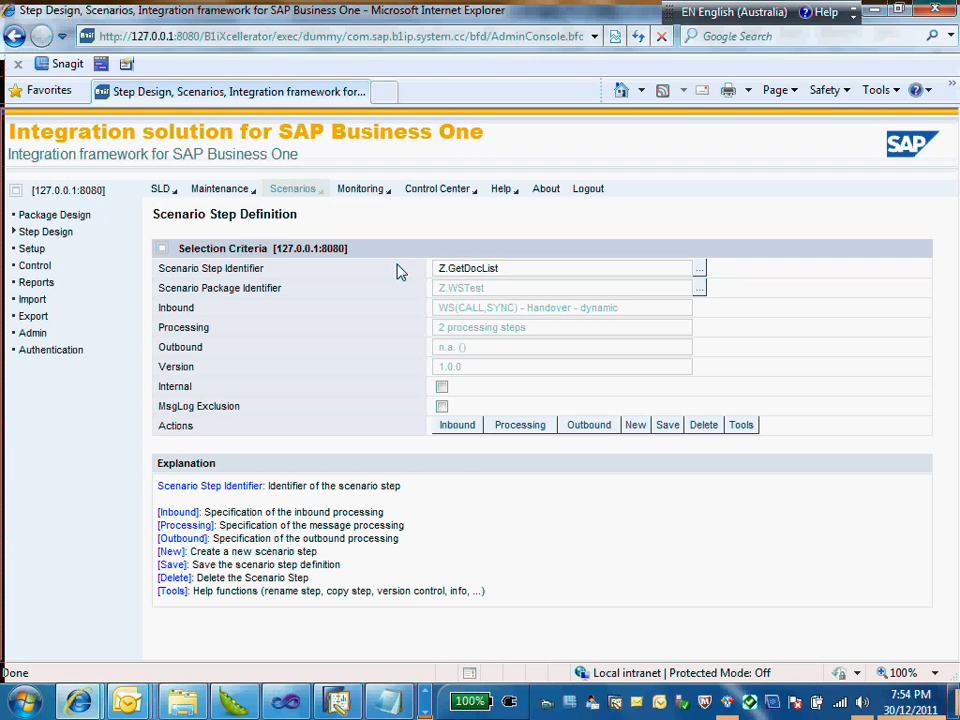 Step Design, Scenarios, Integration framework for SAP Business One - Microsoft Internet Explorer
EN English (Australia) Help
http://127.0.0.1:8080/B1iXcellerator/exec/dummy/com.sap.b1ip.system.cc/bfd/AdminConsole.bfc
Google Search
Snagit
Favorites
Step Design, Scenarios, Integration framework for...
Page
Safety
Tools
Integration solution for SAP Business One
Integration framework for SAP Business One
SAP
[127.0.0.1:8080]
SLD
Maintenance
Scenarios
Monitoring
Control Center
Help
About
Logout
Package Design
Step Design
Setup
Control
Reports
Import
Export
Admin
Authentication
Scenario Step Definition
Selection Criteria [127.0.0.1:8080]
Scenario Step Identifier Z.GetDocList ...
Scenario Package Identifier Z.WSTest ...
Inbound WS(CALL,SYNC) - Handover - dynamic
Processing 2 processing steps
Outbound n.a. ()
Version 1.0.0
Internal
MsgLog Exclusion
Actions Inbound Processing Outbound New Save Delete Tools
Explanation
Scenario Step Identifier: Identifier of the scenario step
[Inbound]: Specification of the inbound processing
[Processing]: Specification of the message processing
[Outbound]: Specification of the outbound processing
[New]: Create a new scenario step
[Save]: Save the scenario step definition
[Delete]: Delete the Scenario Step
[Tools]: Help functions (rename step, copy step, version control, info, ...)
Done
Local intranet | Protected Mode: Off
100%
100%
7:54 PM
30/12/2011